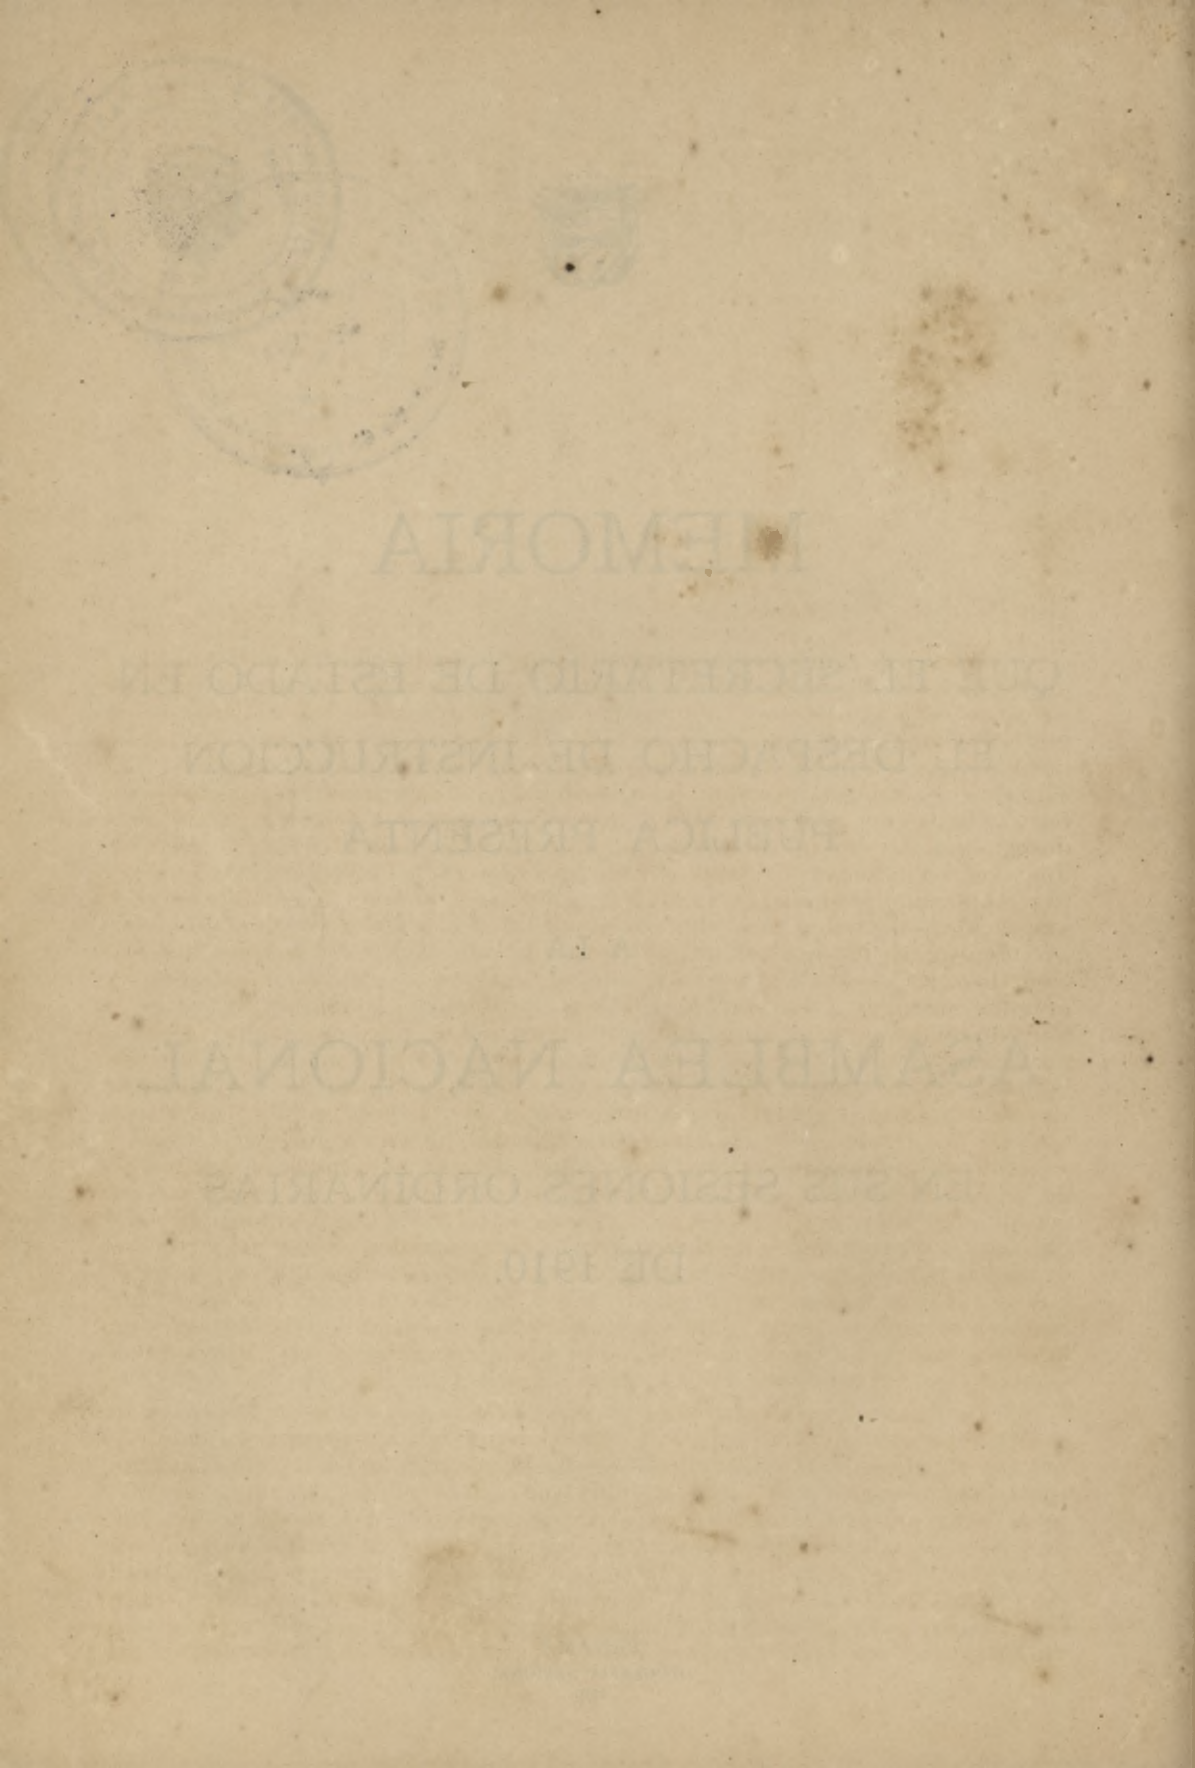 MEMORIA
QUE EL SECRETARIO DE ESTADO EN
EL DESPACHO DE INSTRUCCION
PUBLICA PRESENTA
A LA
ASAMBLEA NACIONAL
EN SUS SESIONES ORDINARIAS
DE 1910.